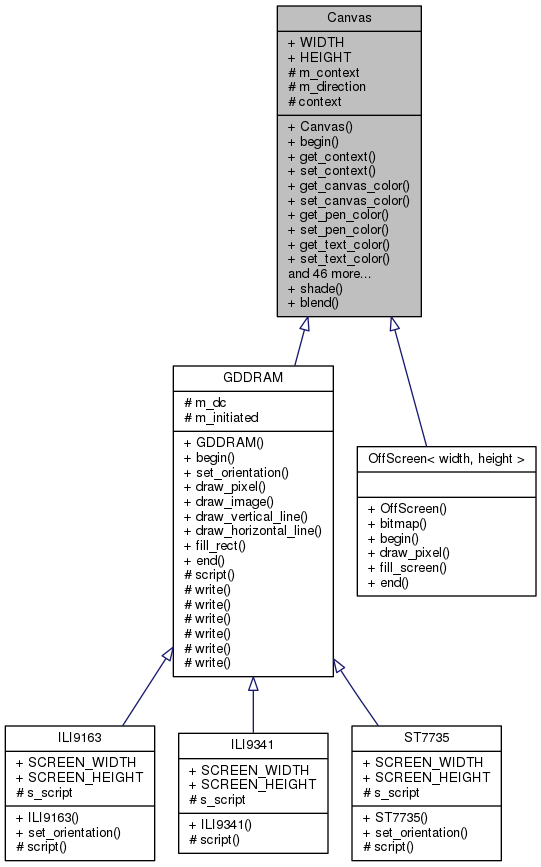 Canvas
+ WIDTH
+ HEIGHT
# m_context
# m_direction
# context
+ Canvas()
+ begin()
+ get_context()
+ set_context()
+ get_canvas_color()
+ set_canvas_color()
+ get_pen_color()
+ set_pen_color()
+ get_text_color()
+ set_text_color()
and 46 more...
+ shade()
+ blend()
GDDRAM
# m_dc
# m_initiated
+ GDDRAM()
+ begin()
+ set_orientation()
+ draw_pixel()
+ draw_image()
+ draw_vertical_line()
+ draw_horizontal_line()
+ fill_rect()
+ end()
# script()
# write()
# write()
# write()
# write()
# write()
# write()
OffScreen< width, height >
+ OffScreen()
+ bitmap()
+ begin()
+ draw_pixel()
+ fill_screen()
+ end()
ILI9163
+ SCREEN_WIDTH
+ SCREEN_HEIGHT
# s_script
+ ILI9163()
+ set_orientation()
# script()
ILI9341
+ SCREEN_WIDTH
+ SCREEN_HEIGHT
# s_script
+ ILI9341()
# script()
ST7735
+ SCREEN_WIDTH
+ SCREEN_HEIGHT
# s_script
+ ST7735()
+ set_orientation()
# script()